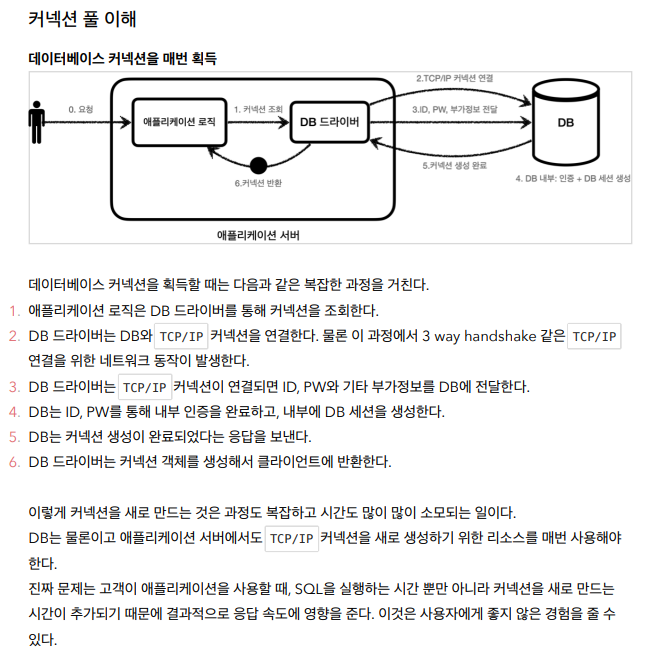 커넥션 풀 이해
데이터베이스 커넥션을 매번 획득
2.TCP/IP 커넥션 연결
0. 요청
1. 커넥션 조회
3.ID, PW, 부가정보 전달
애플리케이션 로직
DB 드라이버
DB
5.커넥션 생성 완료
6.커넥션 반환
4. DB 내부: 인증 + DB 세션 생성
애플리케이션 서버
데이터베이스 커넥션을 획득할 때는 다음과 같은 복잡한 과정을 거친다.
1. 애플리케이션 로직은 DB 드라이버를 통해 커넥션을 조회한다.
2. DB 드라이버는 DB와 TCP/IP 커넥션을 연결한다. 물론 이 과정에서 3 way handshake 같은 TCP/IP
연결을 위한 네트워크 동작이 발생한다.
3. DB 드라이버는 TCP/IP 커넥션이 연결되면 ID, PW와 기타 부가정보를 DB에 전달한다.
4. DB는 ID, PW를 통해 내부 인증을 완료하고, 내부에 DB 세션을 생성한다.
5. DB는 커넥션 생성이 완료되었다는 응답을 보낸다.
6. DB 드라이버는 커넥션 객체를 생성해서 클라이언트에 반환한다.
이렇게 커넥션을 새로 만드는 것은 과정도 복잡하고 시간도 많이 많이 소모되는 일이다.
DB는 물론이고 애플리케이션 서버에서도 TCP/IP 커넥션을 새로 생성하기 위한 리소스를 매번 사용해야
한다.
진짜 문제는 고객이 애플리케이션을 사용할 때, SQL을 실행하는 시간 뿐만 아니라 커넥션을 새로 만드는
시간이 추가되기 때문에 결과적으로 응답 속도에 영향을 준다. 이것은 사용자에게 좋지 않은 경험을 줄 수
있다.